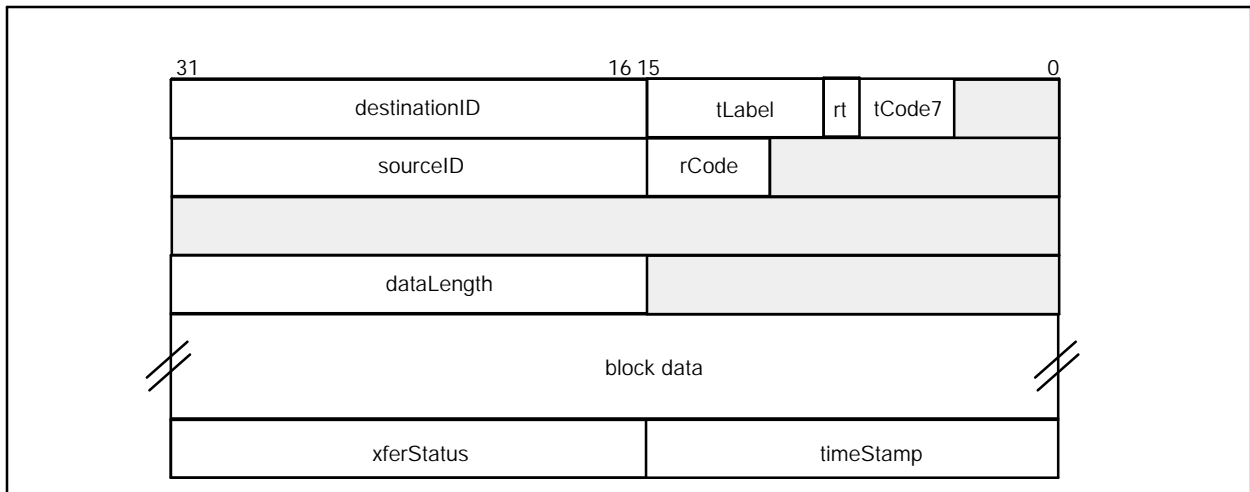 31 16 15 0
destinationID tLabel rt tCode7
sourceID rCode
dataLength
block data
xferStatus timeStamp